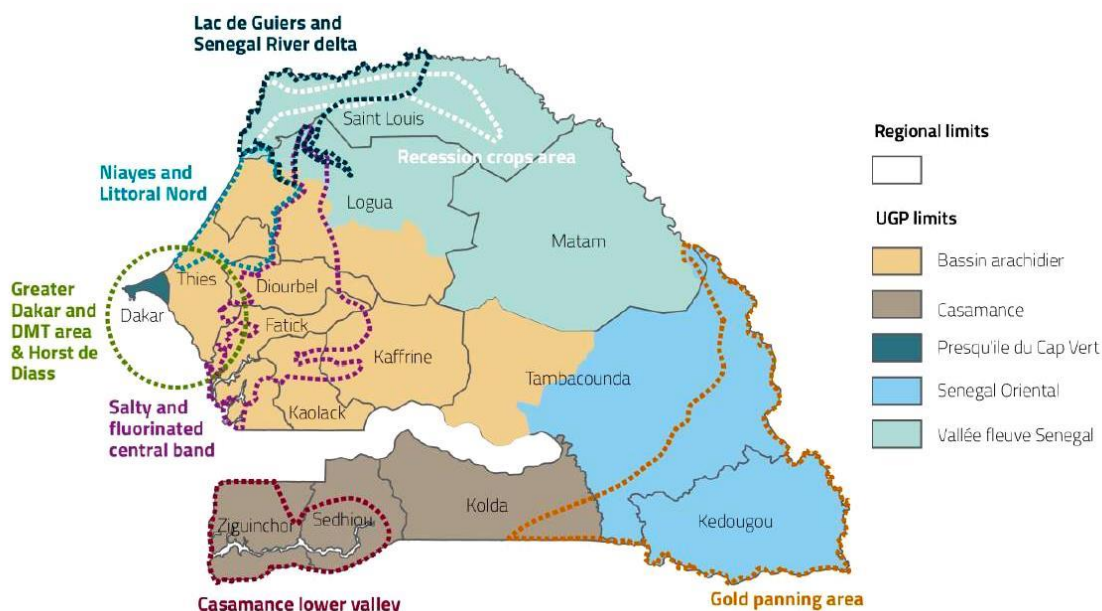 Lac de Guiers and
Senegal River delta
Saint Louis
Recession crops area
Niayes and
Littoral Nord
Logua
Matam
Thies
Diourbel
Greater
Dakar and
DMT area
& Horst de
Diass
Dakar
Fatick
Kaffrine
Tambacounda
Kaolack
Salty and
fluorinated
central band
Kolda
Ziguinchor
Sedhiou
Kedougou
Casamance lower valley
Gold panning area
Regional limits
UGP limits
Bassin arachidier
Casamance
Presqu'ile du Cap Vert
Senegal Oriental
Vallée fleuve Senegal